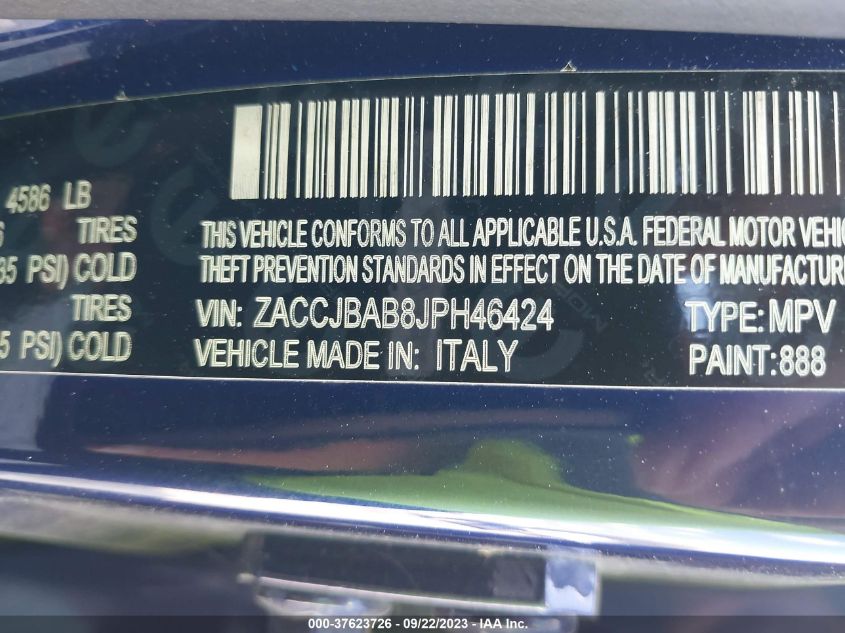 4586 LB
TIRES
35 PSI) COLD
TIRES
5 PSI) COLD
THIS VEHICLE CONFORMS TO ALL APPLICABLE U.S.A. FEDERAL MOTOR VEHIC
THEFT PREVENTION STANDARDS IN EFFECT ON THE DATE OF MANUFACTURE
VIN: ZACCJBAB8JPH46424 TYPE: MPV
VEHICLE MADE IN: ITALY PAINT:888
000-37623726 - 09/22/2023 - IAA Inc.